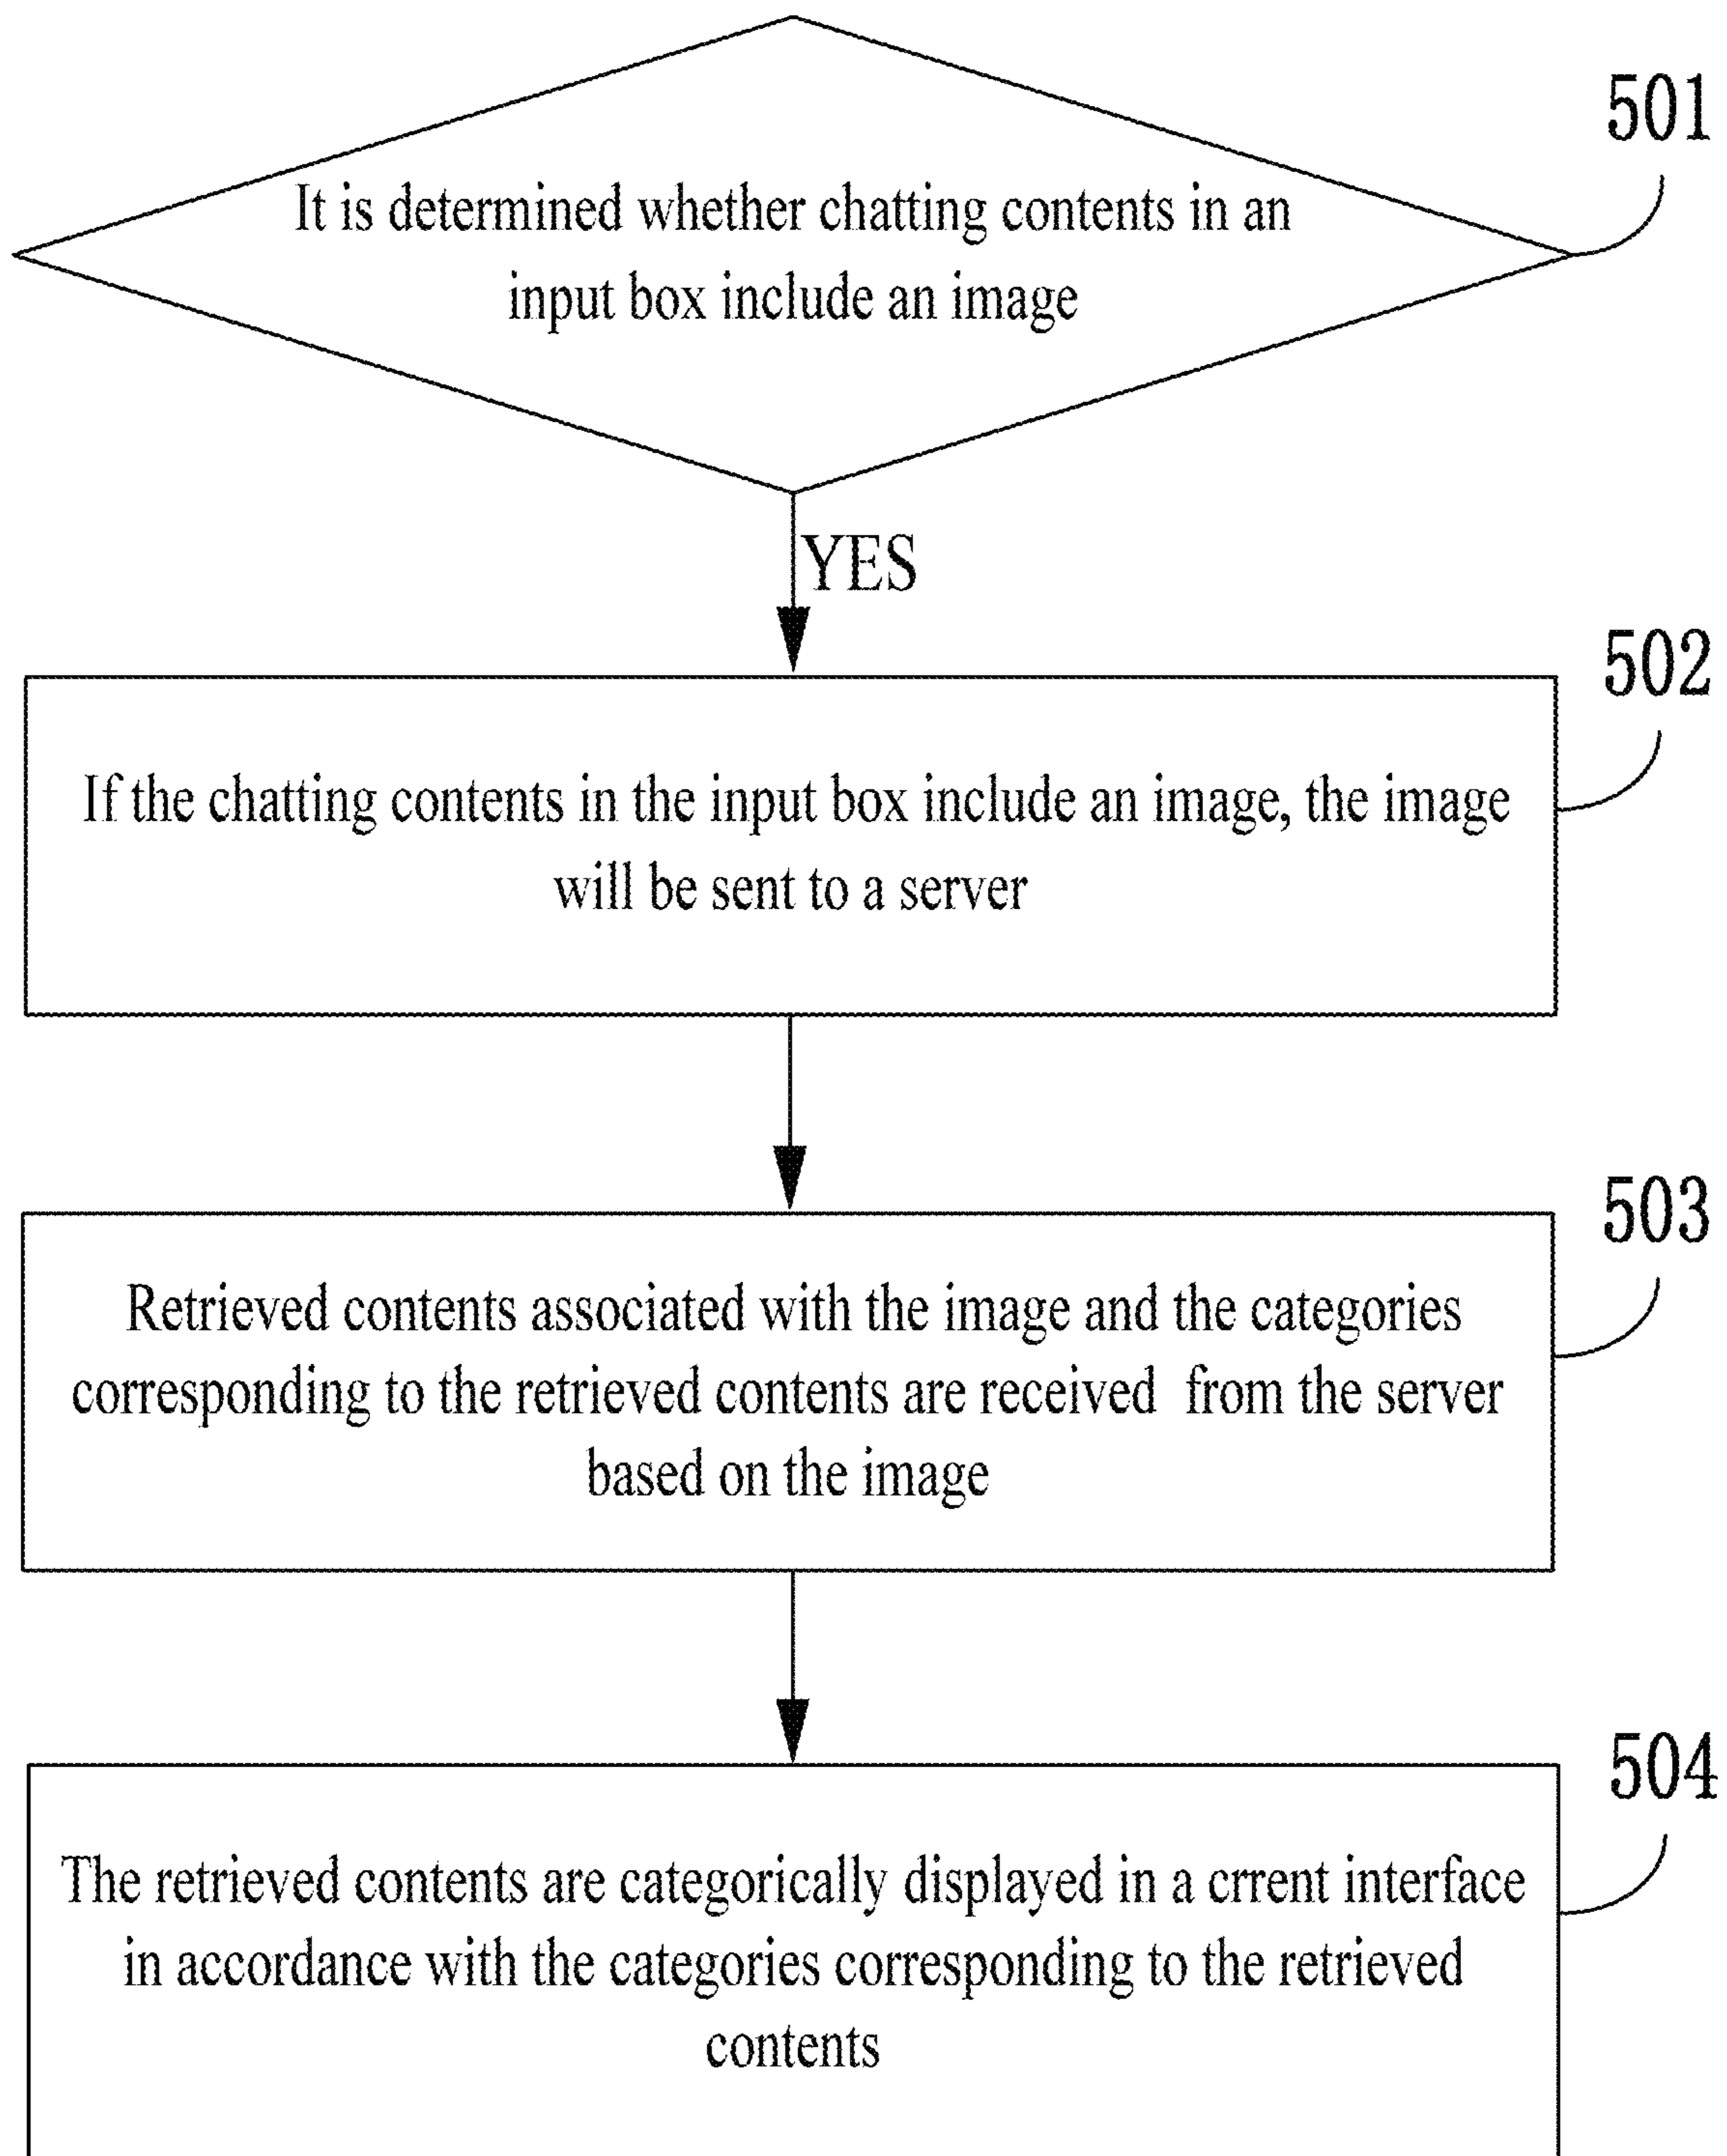 501
It is determined whether chatting contents in an
input box include an image
YES
502
If the chatting contents in the input box include an image, the image
will be sent to a server
503
Retrieved contents associated with the image and the categories
corresponding to the retrieved contents are received from the server
based on the image
504
The retrieved contents are categorically displayed in a crrent interface
in accordance with the categories corresponding to the retrieved
contents